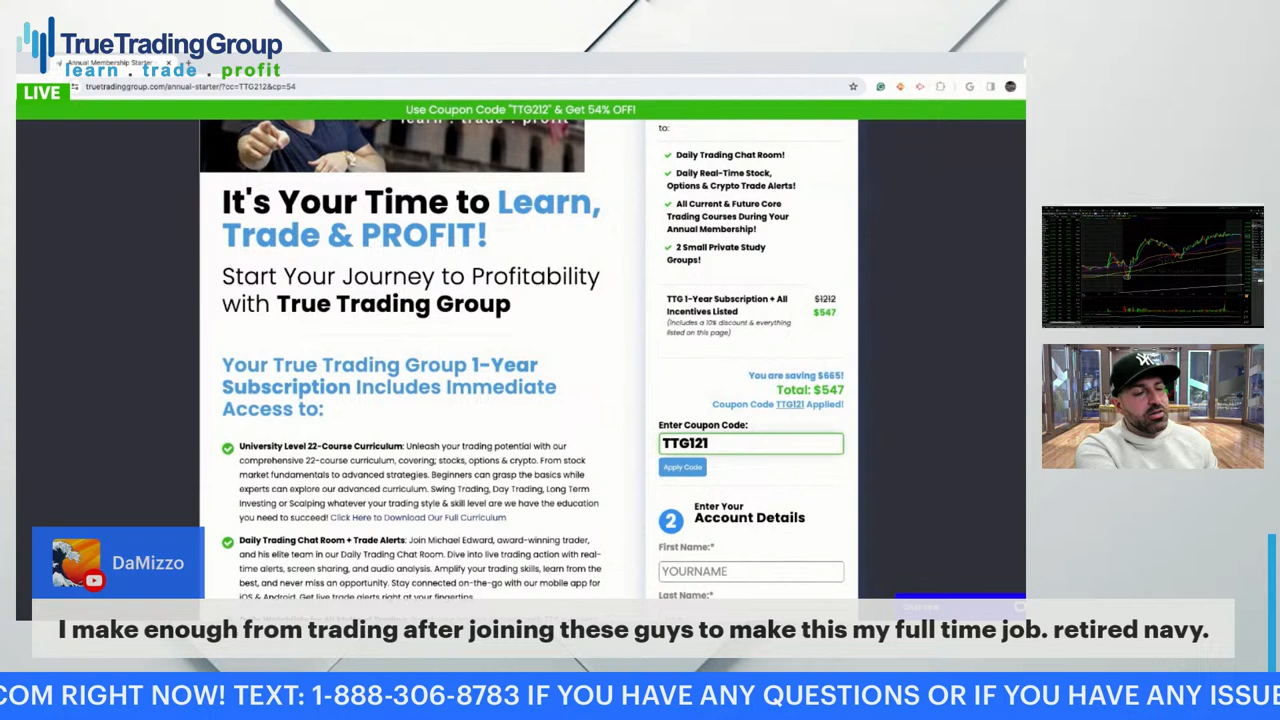 TrueTradingGroup
learn . trade . profit
Annual Membership Starter
LIVE
truetradinggroup.com/annual-starter/?cc=TTG212&cp=54
Use Coupon Code "TTG212" & Get 54% OFF!
learn . trade . profit
It's Your Time to Learn,
Trade & PROFIT!
Start Your Journey to Profitability
with True Trading Group
Your True Trading Group 1-Year
Subscription Includes Immediate
Access to:
University Level 22-Course Curriculum: Unleash your trading potential with our
comprehensive 22-course curriculum, covering; stocks, options & crypto. From stock
market fundamentals to advanced strategies. Beginners can grasp the basics while
experts can explore our advanced curriculum. Swing Trading, Day Trading, Long Term
Investing or Scalping whatever your trading style & skill level are we have the education
you need to succeed! Click Here to Download Our Full Curriculum
Daily Trading Chat Room + Trade Alerts: Join Michael Edward, award-winning trader,
and his elite team in our Daily Trading Chat Room. Dive into live trading action with real-
time alerts, screen sharing, and audio analysis. Amplify your trading skills, learn from the
best, and never miss an opportunity. Stay connected on-the-go with our mobile app for
iOS & Android. Get live trade alerts right at your fingertips.
to:
Daily Trading Chat Room!
Daily Real-Time Stock,
Options & Crypto Trade Alerts!
All Current & Future Core
Trading Courses During Your
Annual Membership!
2 Small Private Study
Groups!
TTG 1-Year Subscription + All $1212
Incentives Listed $547
(Includes a 10% discount & everything
listed on this page)
You are saving $665!
Total: $547
Coupon Code TTG121 Applied!
Enter Coupon Code:
TTG121
Apply Code
2 Enter Your
Account Details
First Name:*
YOURNAME
Last Name:*
DaMizzo
I make enough from trading after joining these guys to make this my full time job. retired navy.
COM RIGHT NOW! TEXT: 1-888-306-8783 IF YOU HAVE ANY QUESTIONS OR IF YOU HAVE ANY ISSUE